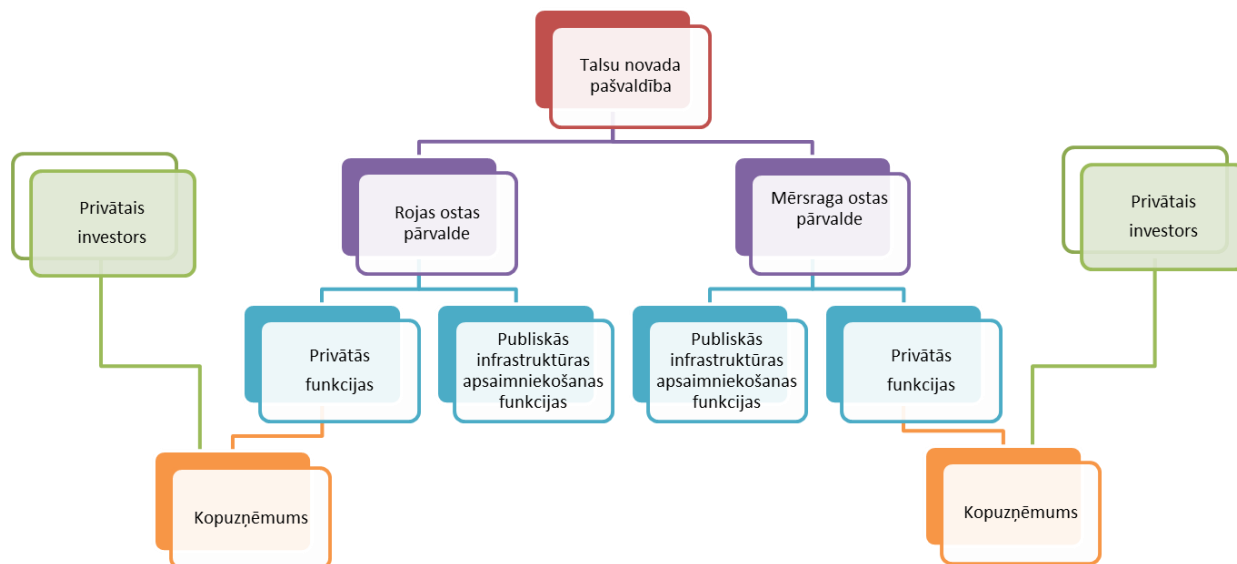 Talsu novada
pašvaldība
Privātais
investors
Rojas ostas
pārvalde
Mērsraga ostas
pārvalde
Privātais
investors
Privātās
funkcijas
Publiskās
infrastruktūras
apsaimniekošanas
funkcijas
Publiskās
infrastruktūras
apsaimniekošanas
funkcijas
Privātās
funkcijas
Kopuzņēmums
Kopuzņēmums